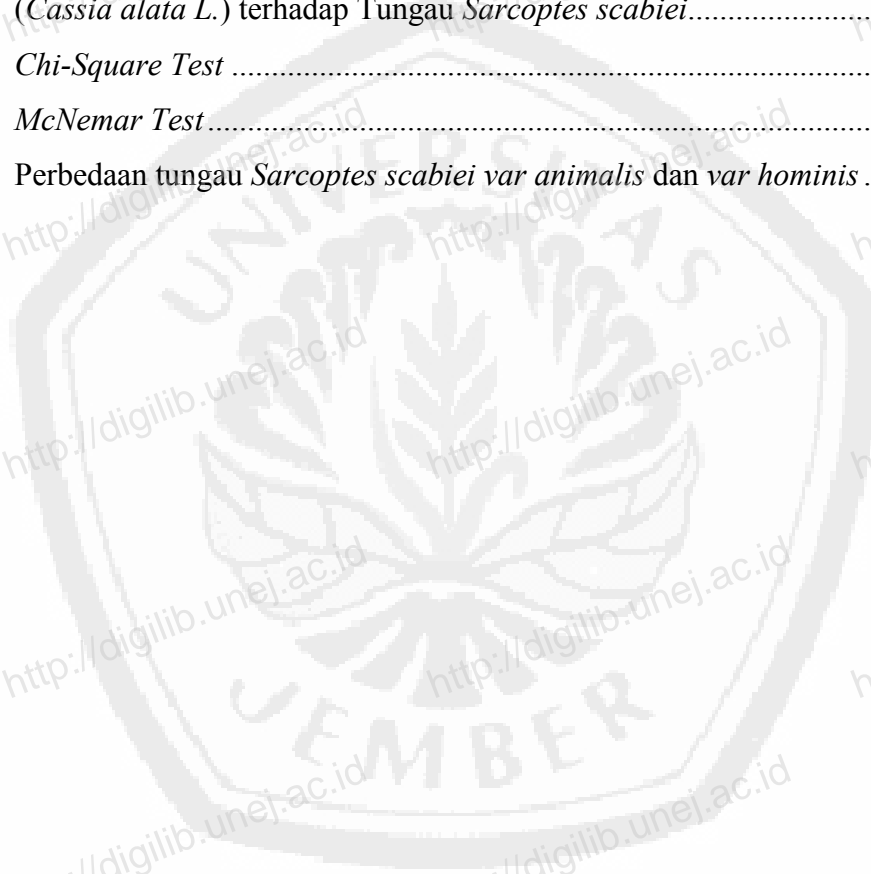 (Cassia alata L.) terhadap Tungau Sarcoptes scabiei......................
Chi-Square Test ..............................................................................
McNemar Test.................................................................................
Perbedaan tungau Sarcoptes scabiei var animalis dan var hominis .
UNIVERSITAS
JEMBER
http://digilib.unej.ac.id
http://digilib.unej.ac.id
http://digilib.unej.ac.id
http://digilib.unej.ac.id
http://digilib.unej.ac.id
http://digilib.unej.ac.id
http://digilib.unej.ac.id
http://digilib.unej.ac.id